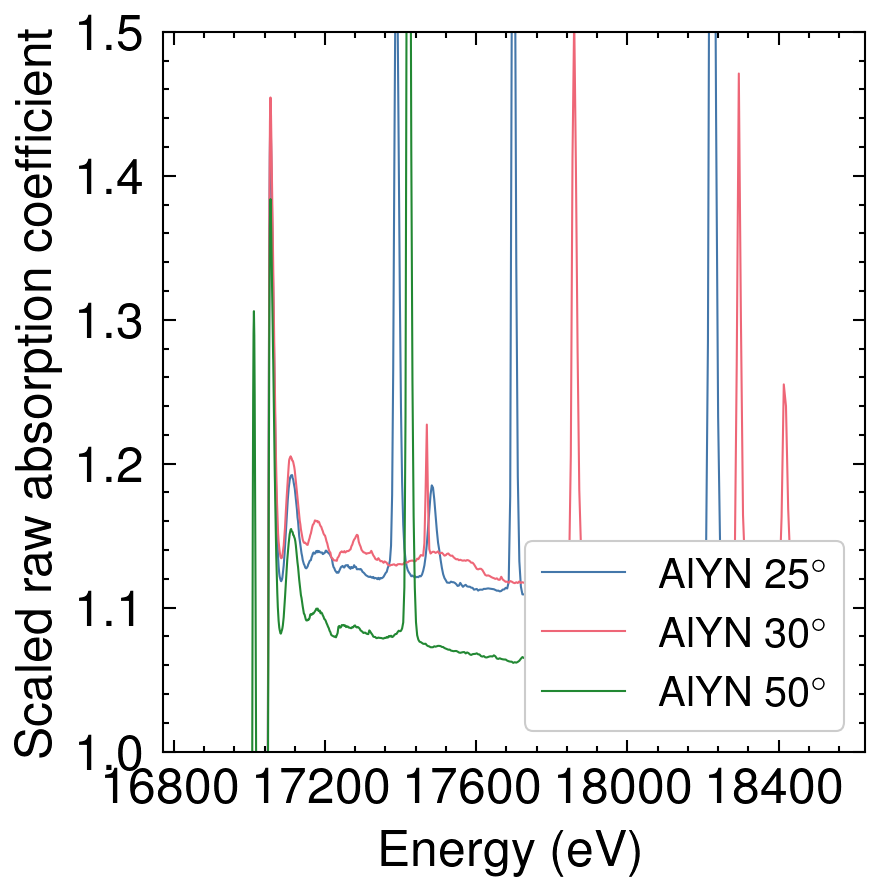 Scaled raw absorption coefficient
1.5
1.4
1.3
1.2
1.1
1.0
16800 17200 17600 18000 18400
Energy (eV)
AlYN 25°
AlYN 30°
AlYN 50°